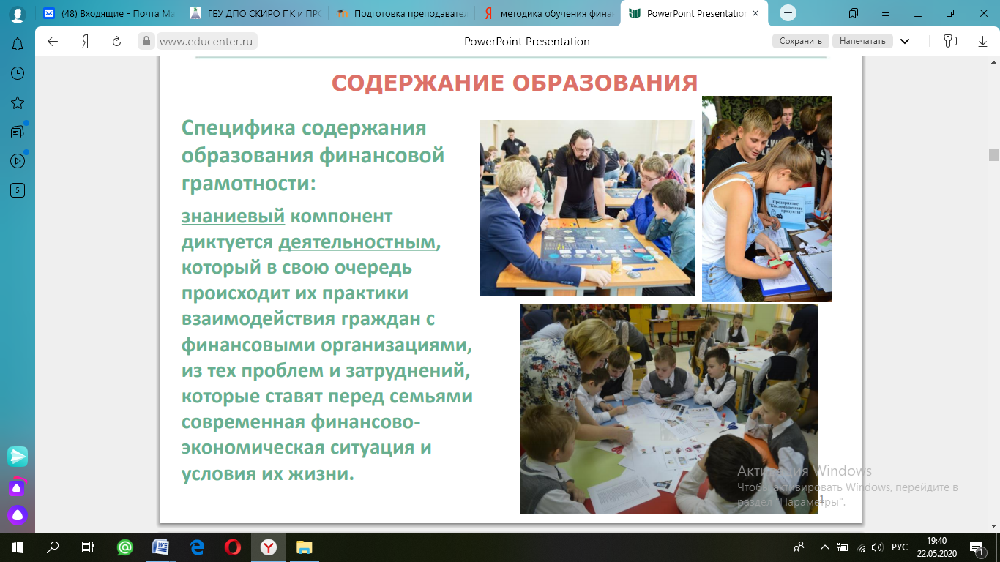 (48) Входящие - Почта Ma
ГБУ ДПО СКИРО ПК и ПРО
Подготовка преподавател
методика обучения фина
PowerPoint Presentation
www.educenter.ru
PowerPoint Presentation
Сохранить
Напечатать
5
СОДЕРЖАНИЕ ОБРАЗОВАНИЯ
Специфика содержания
образования финансовой
грамотности:
знаниевый компонент
диктуется деятельностным,
который в свою очередь
происходит их практики
взаимодействия граждан с
финансовыми организациями,
из тех проблем и затруднений,
которые ставят перед семьями
современная финансово-
экономическая ситуация и
условия их жизни.
Предприятие
"Кисломолочные
продукты"
Активация Windows
Чтобы активировать Windows, перейдите в
раздел "Параметры".
1
РУС
19:40
22.05.2020
1